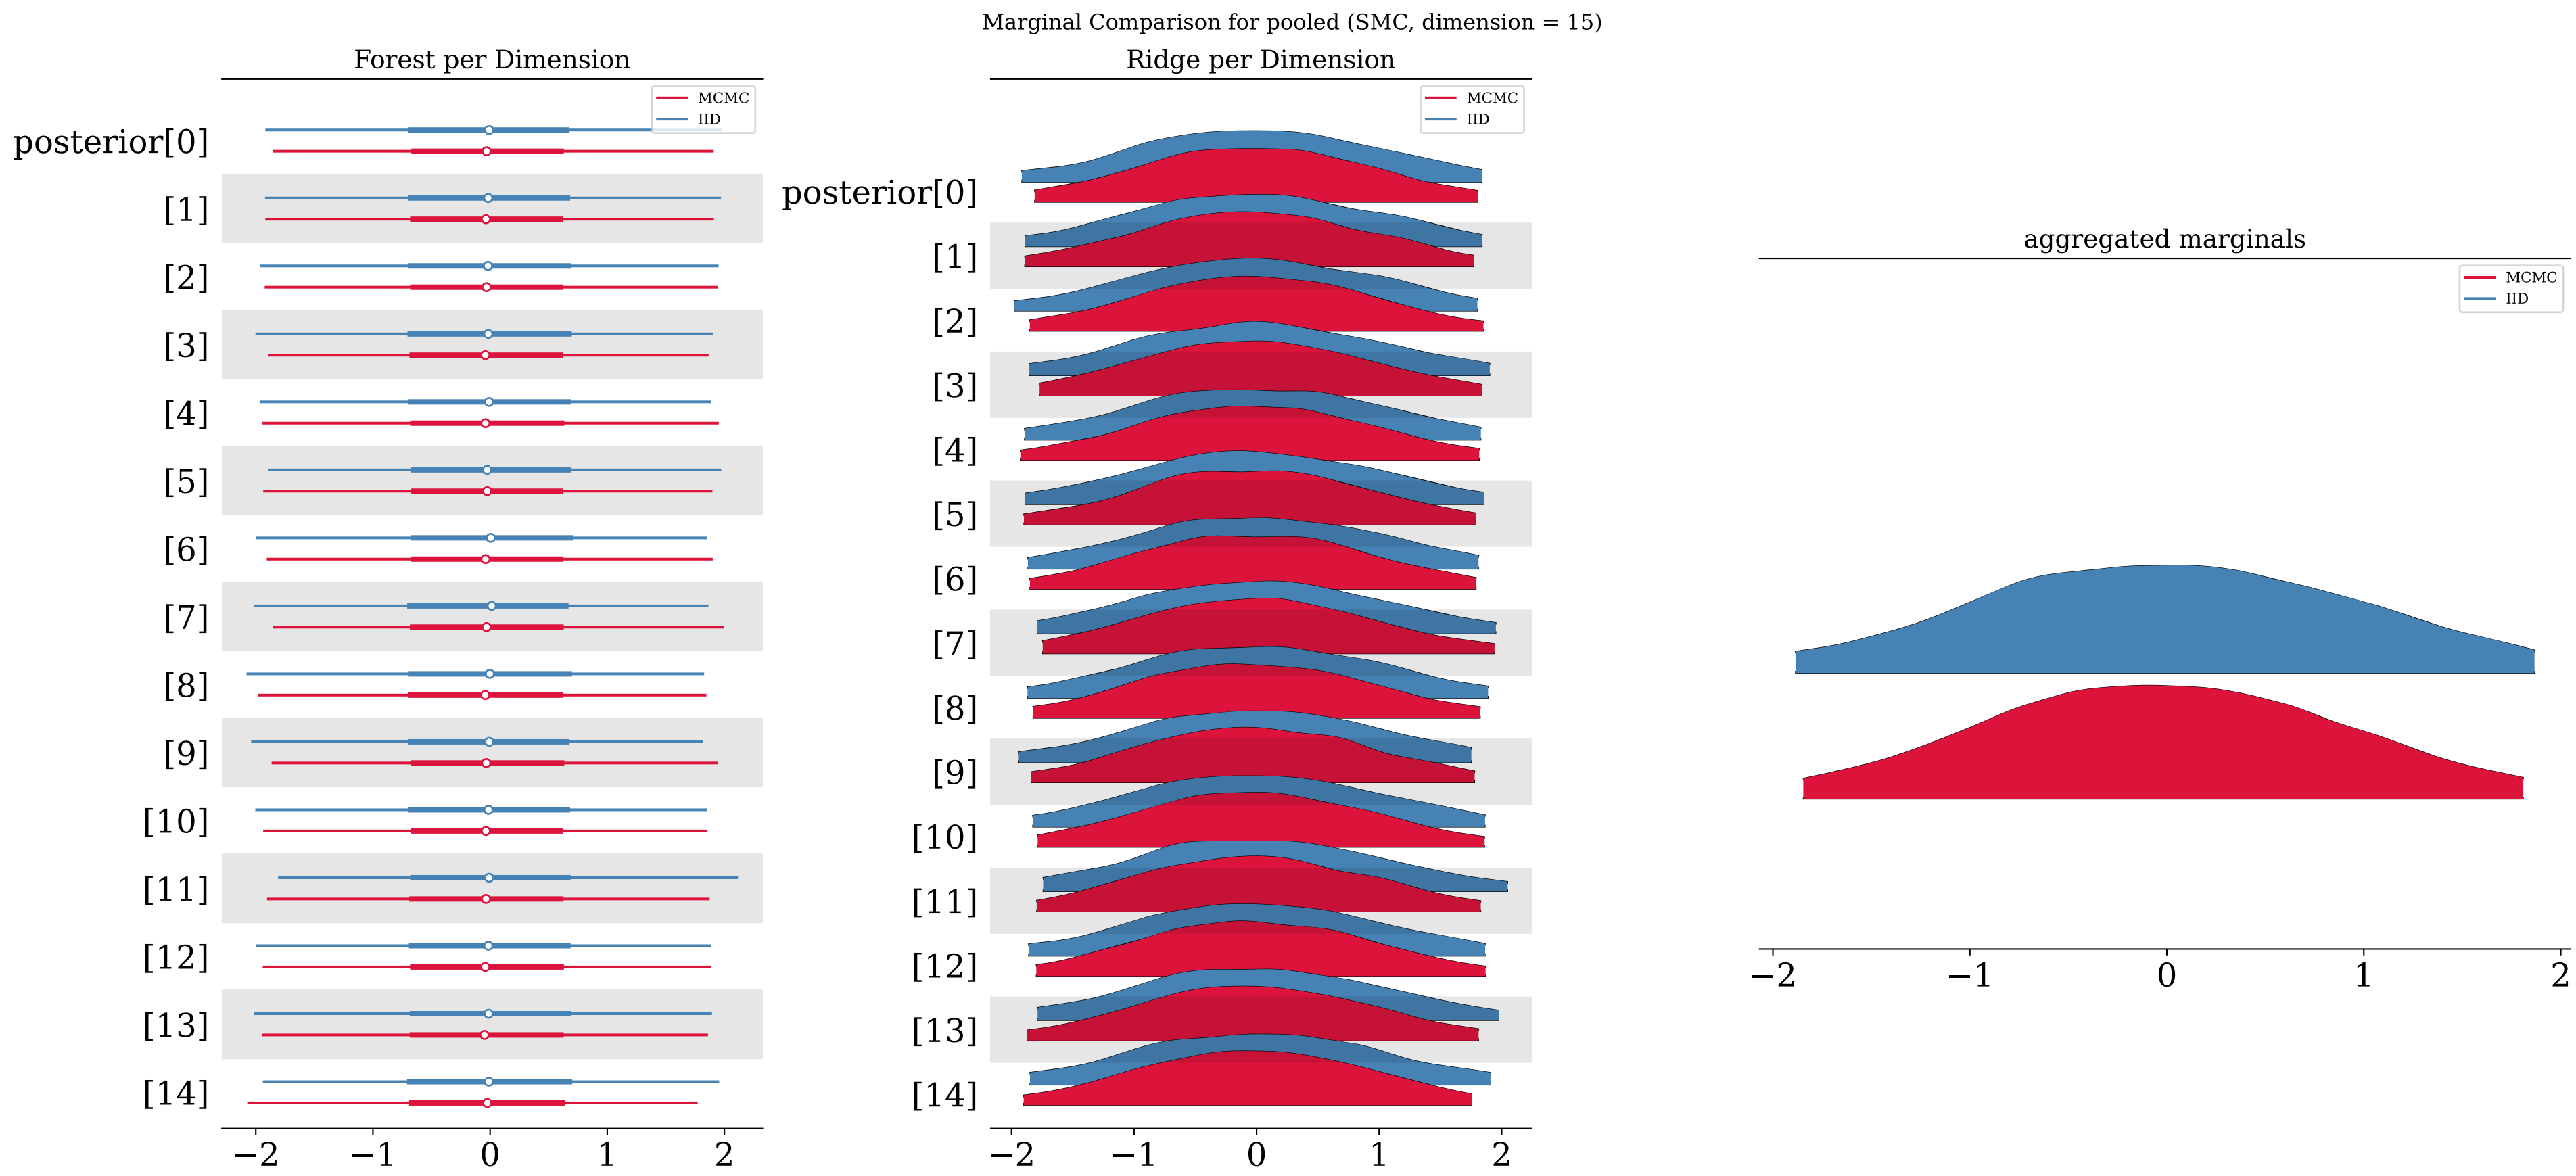 Marginal Comparison for pooled (SMC, dimension = 15)
Forest per Dimension
MCMC
IID
posterior[0]
[1]
[2]
[3]
[4]
[5]
[6]
[7]
[8]
[9]
[10]
[11]
[12]
[13]
[14]
−2 −1 0 1 2
Ridge per Dimension
MCMC
IID
posterior[0]
[1]
[2]
[3]
[4]
[5]
[6]
[7]
[8]
[9]
[10]
[11]
[12]
[13]
[14]
−2 −1 0 1 2
aggregated marginals
MCMC
IID
−2 −1 0 1 2